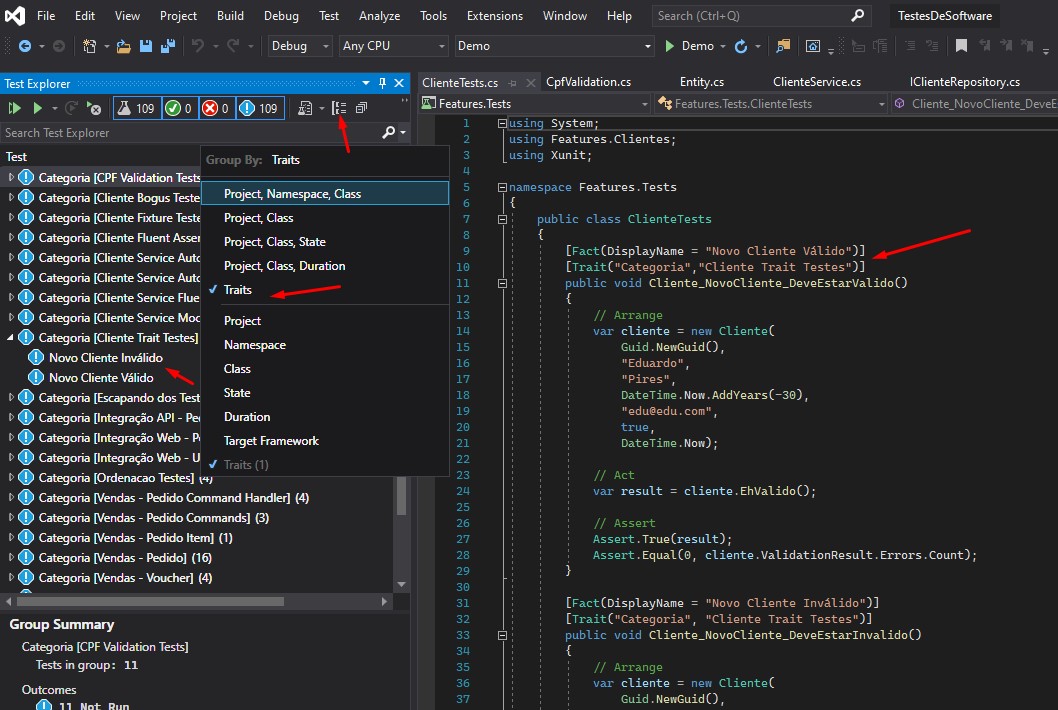 File Edit View Project Build Debug Test Analyze Tools Extensions Window Help Search (Ctrl+Q) TestesDeSoftware
Debug Any CPU Demo Demo
Test Explorer
109 0 0 109
Search Test Explorer
Test
Categoria [CPF Validation Tests
Categoria [Cliente Bogus Teste
Categoria [Cliente Fixture Teste
Categoria [Cliente Fluent Asser
Categoria [Cliente Service Auto
Categoria [Cliente Service Auto
Categoria [Cliente Service Flue
Categoria [Cliente Service Moc
Categoria [Cliente Trait Testes]
Novo Cliente Inválido
Novo Cliente Válido
Categoria [Escapando dos Test
Categoria [Integração API - Pe
Categoria [Integração Web - P
Categoria [Integração Web - U
Categoria [Ordenacao Testes] (4)
Categoria [Vendas - Pedido Command Handler] (4)
Categoria [Vendas - Pedido Commands] (3)
Categoria [Vendas - Pedido Item] (1)
Categoria [Vendas - Pedido] (16)
Categoria [Vendas - Voucher] (4)
Group Summary
Categoria [CPF Validation Tests]
Tests in group: 11
Outcomes
11 Not Run
Group By: Traits
Project, Namespace, Class
Project, Class
Project, Class, State
Project, Class, Duration
Traits
Project
Namespace
Class
State
Duration
Target Framework
Traits (1)
ClienteTests.cs CpfValidation.cs Entity.cs ClienteService.cs IClienteRepository.cs
Features.Tests Features.Tests.ClienteTests Cliente_NovoCliente_DeveE
1 using System;
2 using Features.Clientes;
3 using Xunit;
4
5 namespace Features.Tests
6 {
7 public class ClienteTests
8 {
9 [Fact(DisplayName = "Novo Cliente Válido")]
10 [Trait("Categoria","Cliente Trait Testes")]
11 public void Cliente_NovoCliente_DeveEstarValido()
12 {
13 // Arrange
14 var cliente = new Cliente(
15 Guid.NewGuid(),
16 "Eduardo",
17 "Pires",
18 DateTime.Now.AddYears(-30),
19 "edu@edu.com",
20 true,
21 DateTime.Now);
22
23 // Act
24 var result = cliente.EhValido();
25
26 // Assert
27 Assert.True(result);
28 Assert.Equal(0, cliente.ValidationResult.Errors.Count);
29 }
30
31 [Fact(DisplayName = "Novo Cliente Inválido")]
32 [Trait("Categoria", "Cliente Trait Testes")]
33 public void Cliente_NovoCliente_DeveEstarInvalido()
34 {
35 // Arrange
36 var cliente = new Cliente(
37 Guid.NewGuid(),